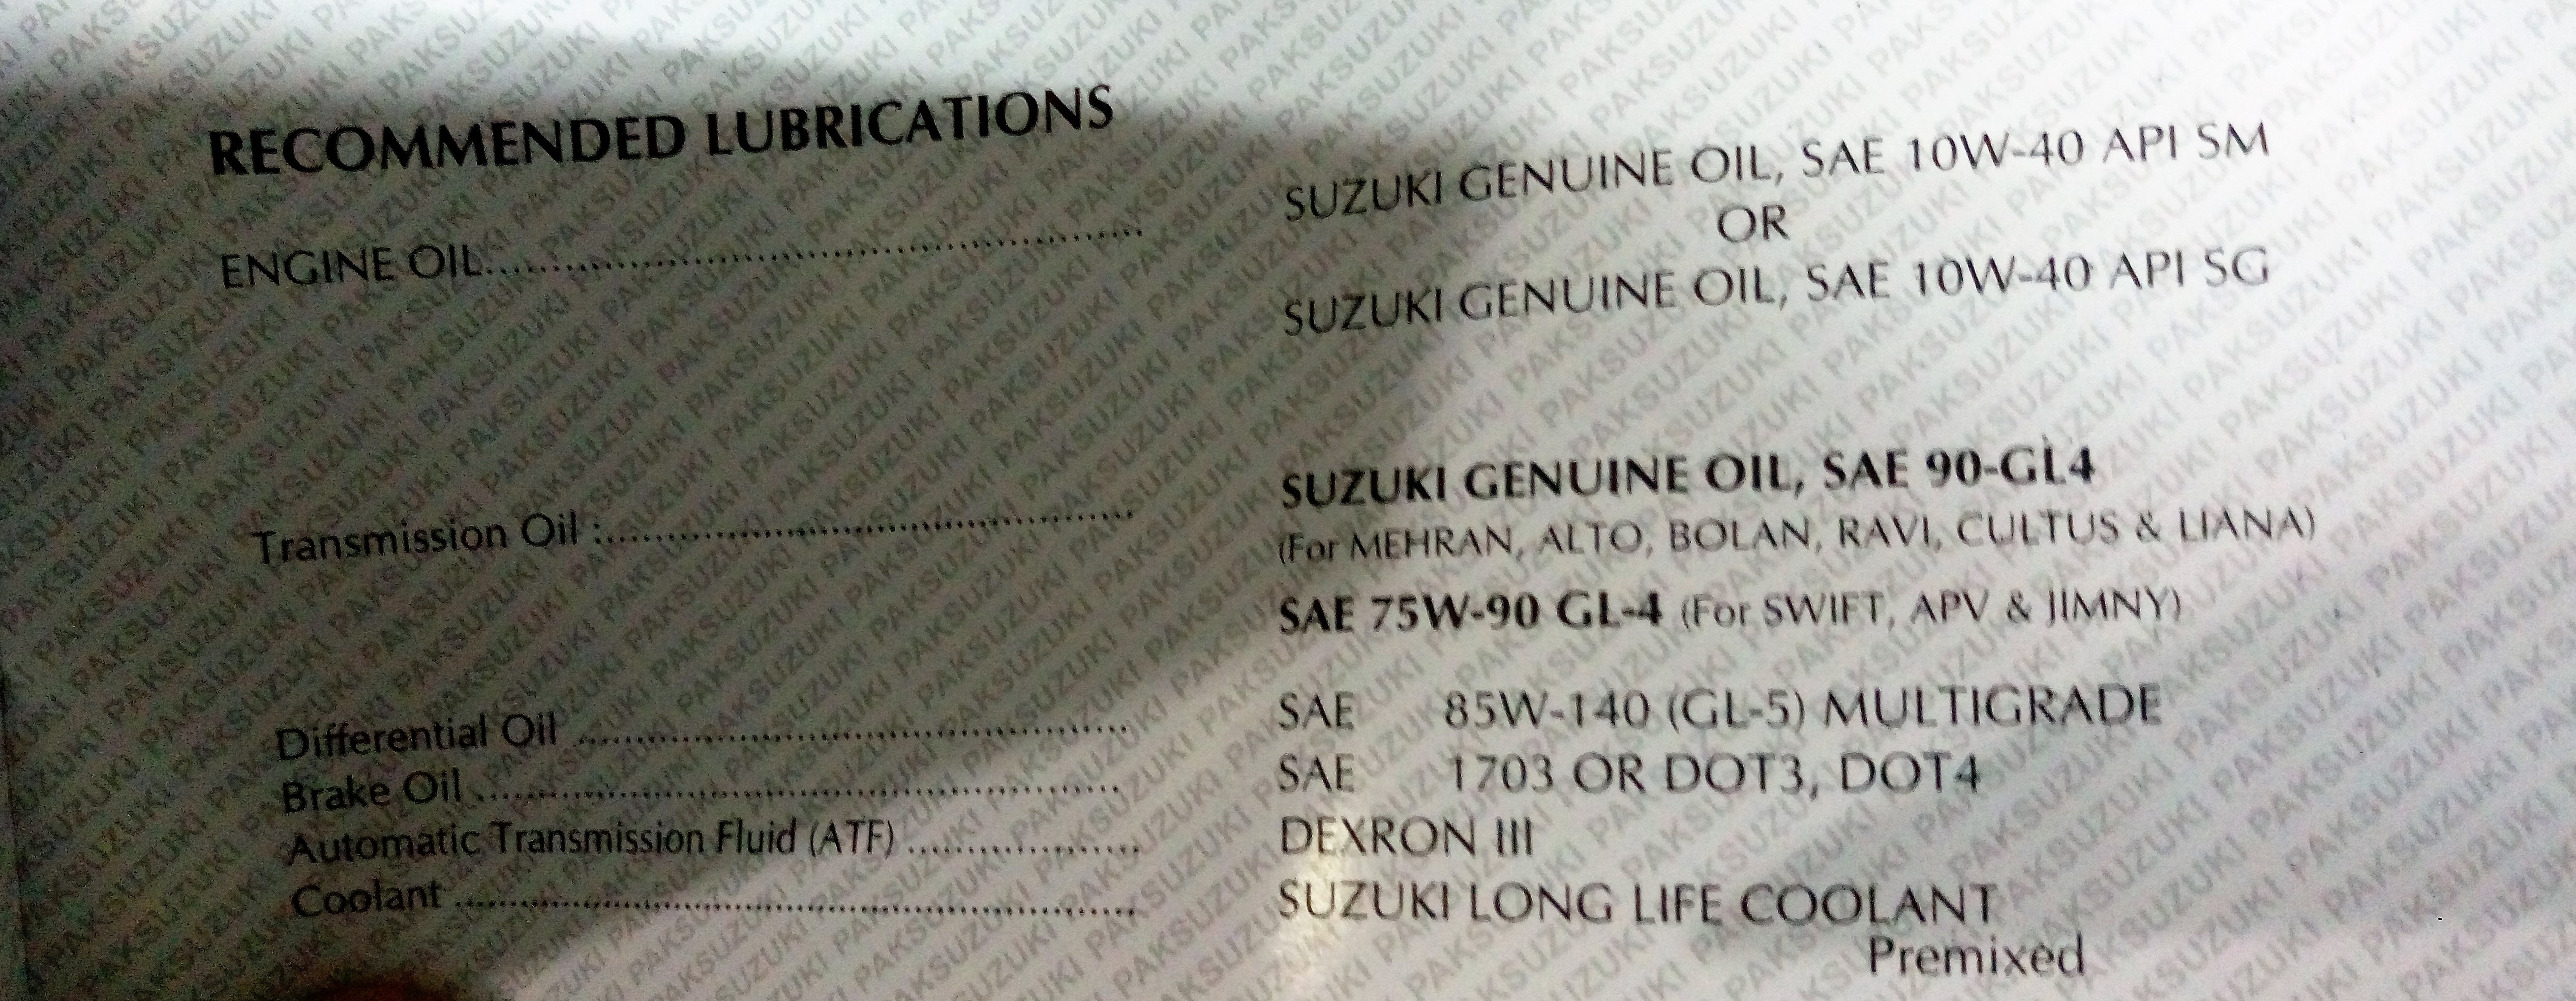 RECOMMENDED LUBRICATIONS
ENGINE OIL.......................................................... SUZUKI GENUINE OIL, SAE 10W-40 API SM
OR
SUZUKI GENUINE OIL, SAE 10W-40 API SG
Transmission Oil :.................................................. SUZUKI GENUINE OIL, SAE 90-GL4
(For MEHRAN, ALTO, BOLAN, RAVI, CULTUS & LIANA)
SAE 75W-90 GL-4 (For SWIFT, APV & JIMNY)
Differential Oil .................................................... SAE 85W-140 (GL-5) MULTIGRADE
Brake Oil ............................................................ SAE 1703 OR DOT3, DOT4
Automatic Transmission Fluid (ATF) ..................... DEXRON III
Coolant ............................................................... SUZUKI LONG LIFE COOLANT
Premixed